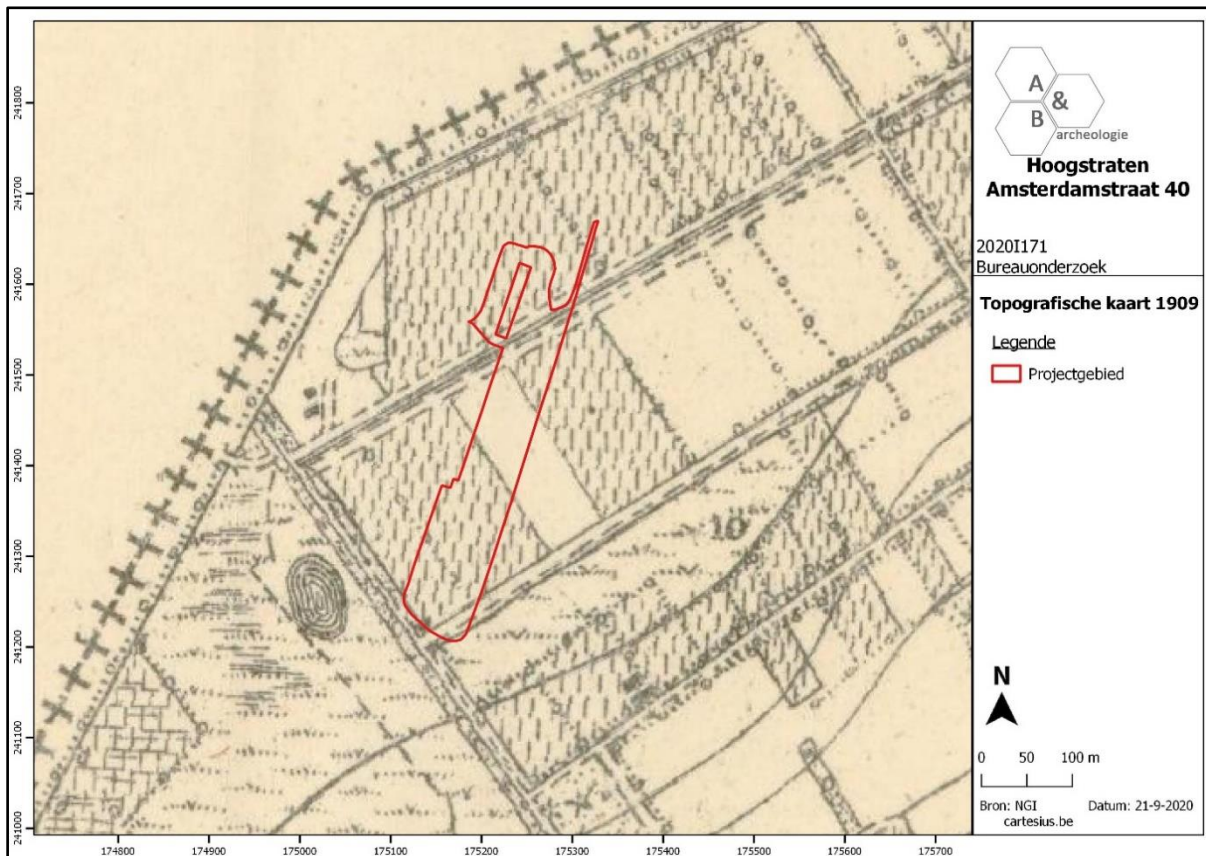 241800
241700
241600
241500
241400
241300
241200
241100
241000
174800
174900
175000
175100
175200
175300
175400
175500
175600
175700
10
A
&
B
archeologie
Hoogstraten
Amsterdamstraat 40
2020I171
Bureauonderzoek
Topografische kaart 1909
Legende
Projectgebied
N
0 50 100 m
Bron: NGI Datum: 21-9-2020
cartesius.be